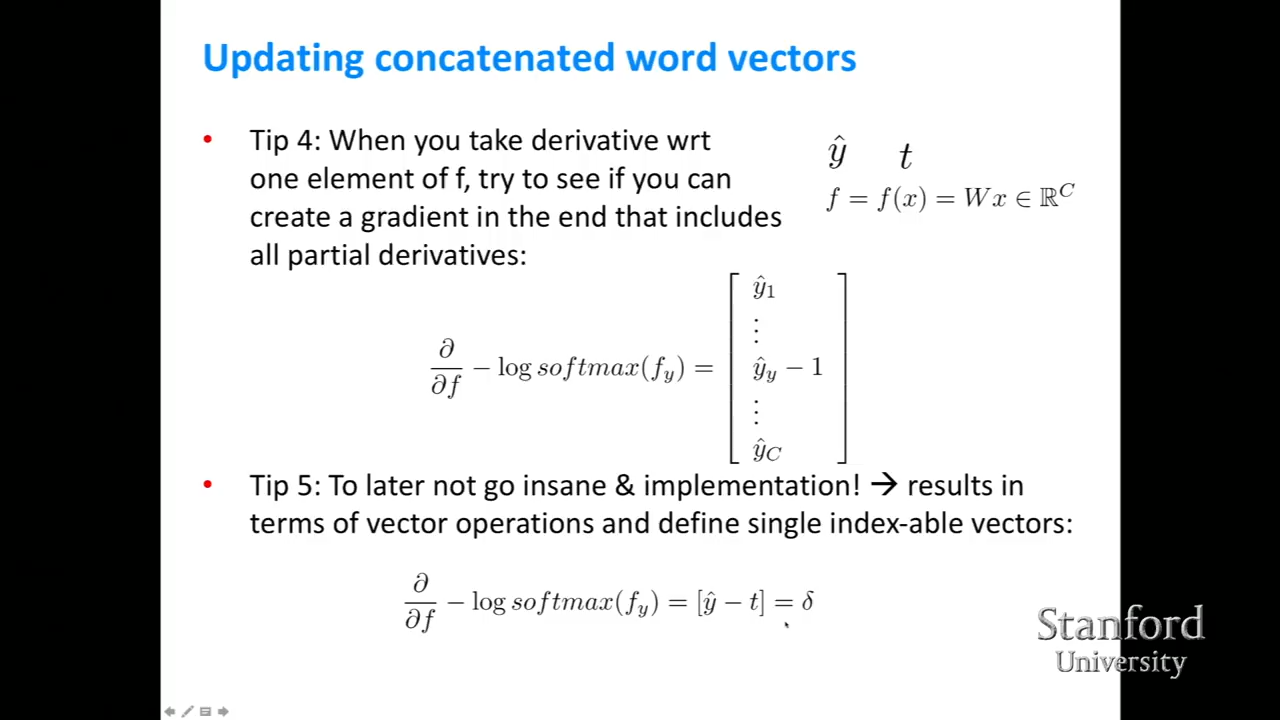 Updating concatenated word vectors
• Tip 4: When you take derivative wrt
one element of f, try to see if you can
create a gradient in the end that includes
all partial derivatives:
ŷ t
f = f(x) = Wx ∈ ℝ^C
∂/∂f − log softmax(f_y) = [ ŷ_1 ⋮ ŷ_y − 1 ⋮ ŷ_C ]
• Tip 5: To later not go insane & implementation! → results in
terms of vector operations and define single index-able vectors:
∂/∂f − log softmax(f_y) = [ŷ − t] = δ
Stanford
University